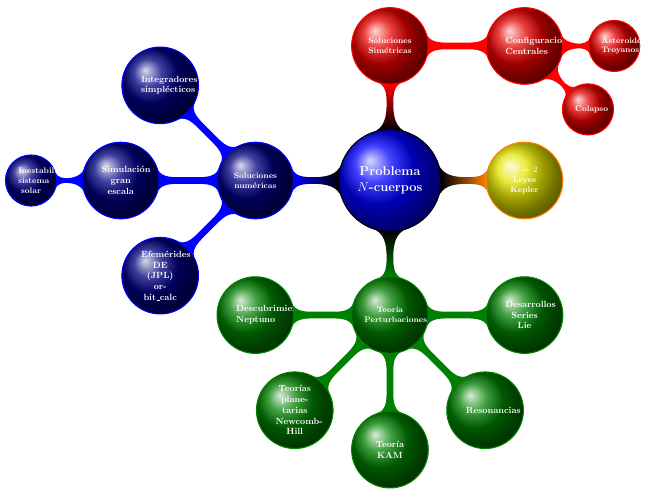 Soluciones
Simétricas
Configuracio
Centrales
Asteroide
Troyanos
Colapso
Integradores
simplécticos
Inestabil
sistema
solar
Simulación
gran
escala
Soluciones
numéricas
Problema
N-cuerpos
= 2
Leyes
Kepler
Efemérides
DE
(JPL)
or-
bit_calc
Descubrimie
Neptuno
Teoría
Perturbaciones
Desarrollos
Series
Lie
Teorías
plane-
tarias
Newcomb-
Hill
Teoría
KAM
Resonancias